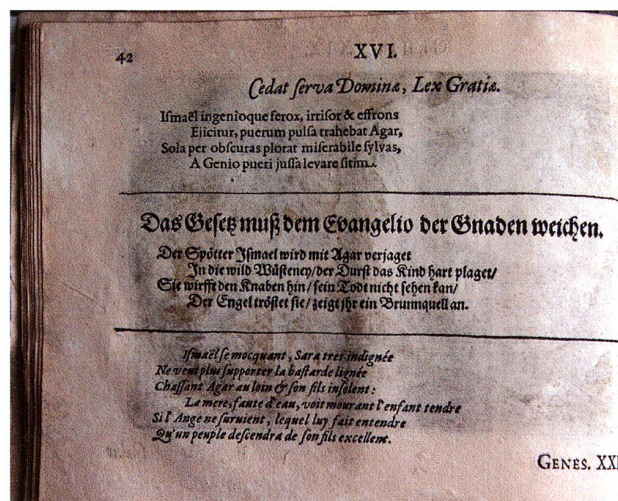 42
XVI.
Cedat serva Dominæ, Lex Gratiæ.
Iſmaël ingenioque ferox, irriſor & effrons
Ejicitur, puerum pulſa trahebat Agar,
Sola per obſcuras plorat miſerabile ſylvas,
A Genio pueri juſſa levare ſitim.
Das Geſetz muß dem Evangelio der Gnaden weichen.
Der Spötter Iſmael wird mit Agar verjaget
In die wild Wüſteney/der Durſt das Kind hart plaget/
Sie wirfft den Knaben hin/ ſein Todt nicht ſehen kan/
Der Engel tröſtet ſie/ zeigt jhr ein Brunnquell an.
Iſmaël ſe mocquant, Sara tres-indignée
Ne veut plus ſupporter la baſtarde lignée
Chaſſant Agar au loin & ſon fils inſolent:
La mere, faute d'eau, voit mourant l'enfant tendre
Si l'Ange ne ſuruient, lequel luy fait entendre
Qu'un peuple deſcendra de ſon fils excellent.
GENES. XXI